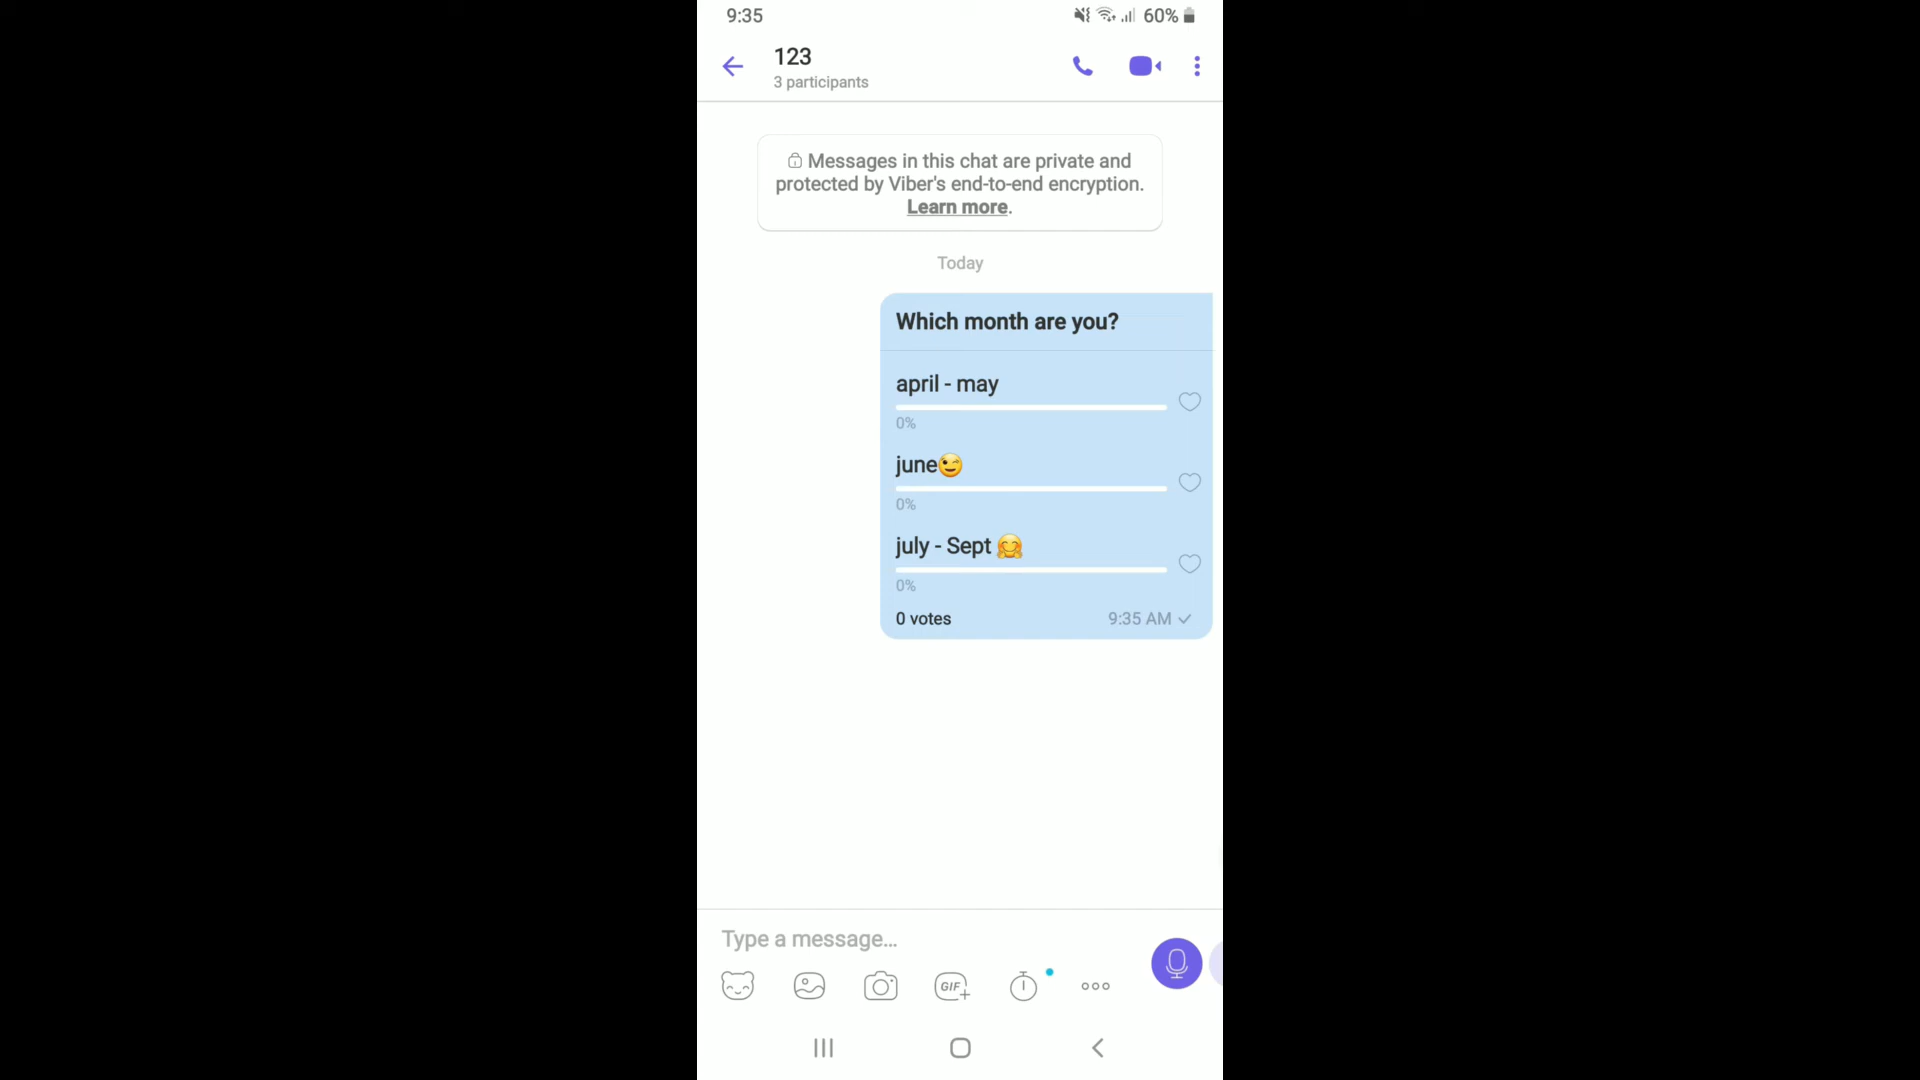 9:35
60%
123
3 participants
Messages in this chat are private and
protected by Viber's end-to-end encryption.
Learn more.
Today
Which month are you?
april - may
0%
june😉
0%
july - Sept 🤗
0%
0 votes
9:35 AM
Type a message...
GIF